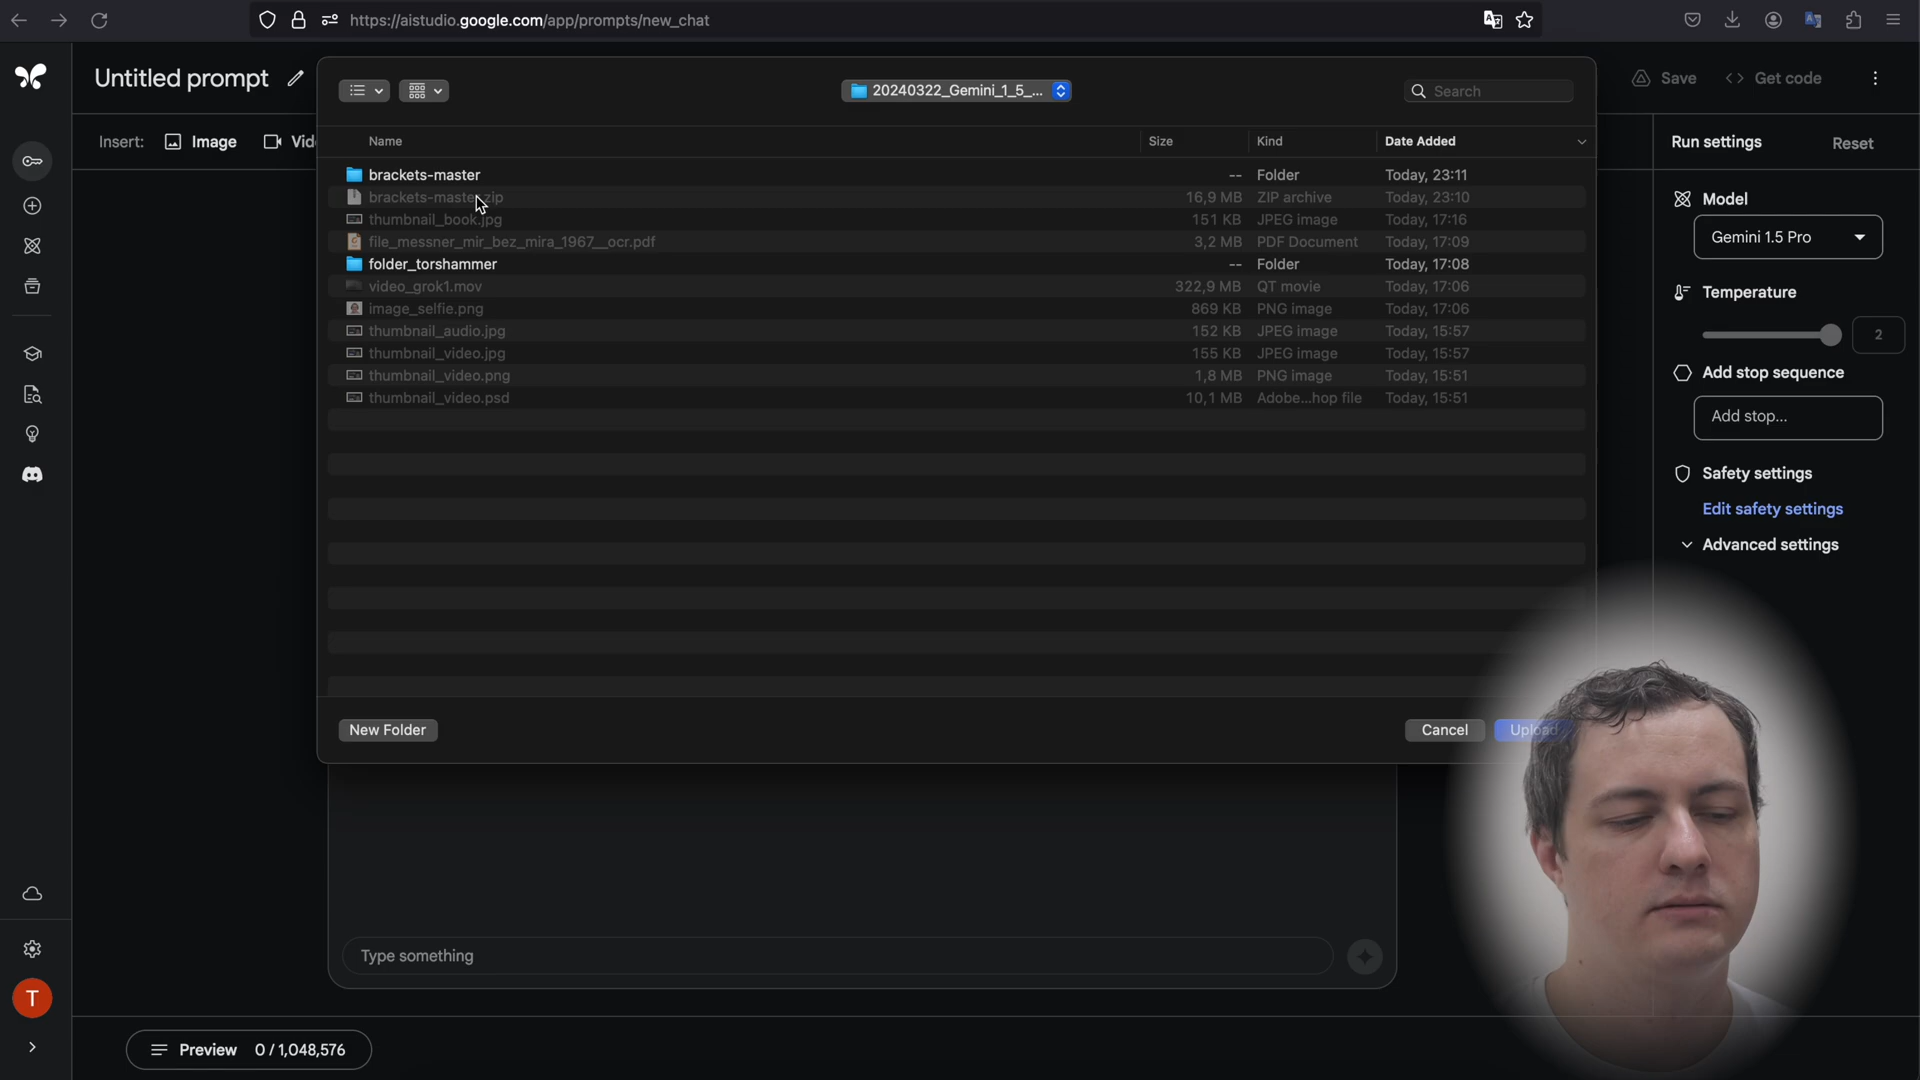 https://aistudio.google.com/app/prompts/new_chat
Untitled prompt
20240322_Gemini_1_5_...
Search
Save
<> Get code
Insert: Image Vid
Name Size Kind Date Added
Run settings Reset
brackets-master -- Folder Today, 23:11
brackets-master.zip 16,9 MB ZIP archive Today, 23:10
thumbnail_book.jpg 151 KB JPEG image Today, 17:16
file_messner_mir_bez_mira_1967__ocr.pdf 3,2 MB PDF Document Today, 17:09
folder_torshammer -- Folder Today, 17:08
video_grok1.mov 322,9 MB QT movie Today, 17:06
image_selfie.png 869 KB PNG image Today, 17:06
thumbnail_audio.jpg 152 KB JPEG image Today, 15:57
thumbnail_video.jpg 155 KB JPEG image Today, 15:57
thumbnail_video.png 1,8 MB PNG image Today, 15:51
thumbnail_video.psd 10,1 MB Adobe...hop file Today, 15:51
Model
Gemini 1.5 Pro
Temperature
2
Add stop sequence
Add stop...
Safety settings
Edit safety settings
Advanced settings
New Folder
Cancel
Upload
Type something
T
Preview 0 / 1,048,576